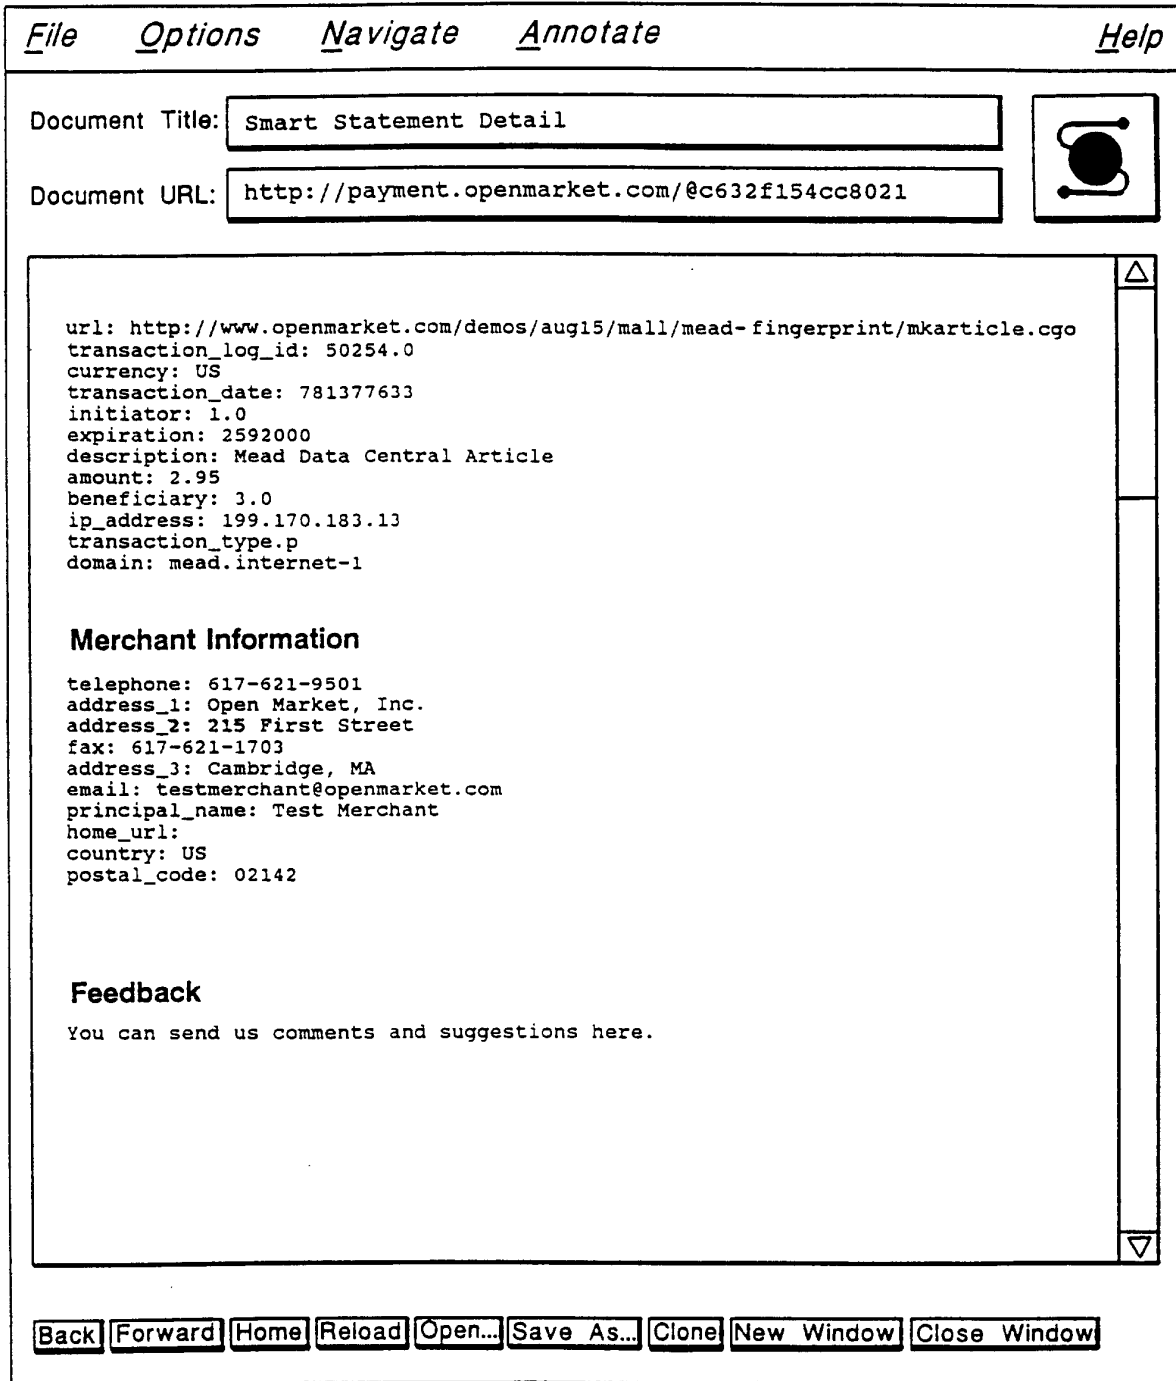 File Options Navigate Annotate Help
Document Title: Smart Statement Detail
Document URL: http://payment.openmarket.com/@c632f154cc8021
url: http://www.openmarket.com/demos/aug15/mall/mead-fingerprint/mkarticle.cgo
transaction_log_id: 50254.0
currency: US
transaction_date: 781377633
initiator: 1.0
expiration: 2592000
description: Mead Data Central Article
amount: 2.95
beneficiary: 3.0
ip_address: 199.170.183.13
transaction_type.p
domain: mead.internet-1
Merchant Information
telephone: 617-621-9501
address_1: Open Market, Inc.
address_2: 215 First Street
fax: 617-621-1703
address_3: Cambridge, MA
email: testmerchant@openmarket.com
principal_name: Test Merchant
home_url:
country: US
postal_code: 02142
Feedback
You can send us comments and suggestions here.
Back Forward Home Reload Open... Save As... Clone New Window Close Window